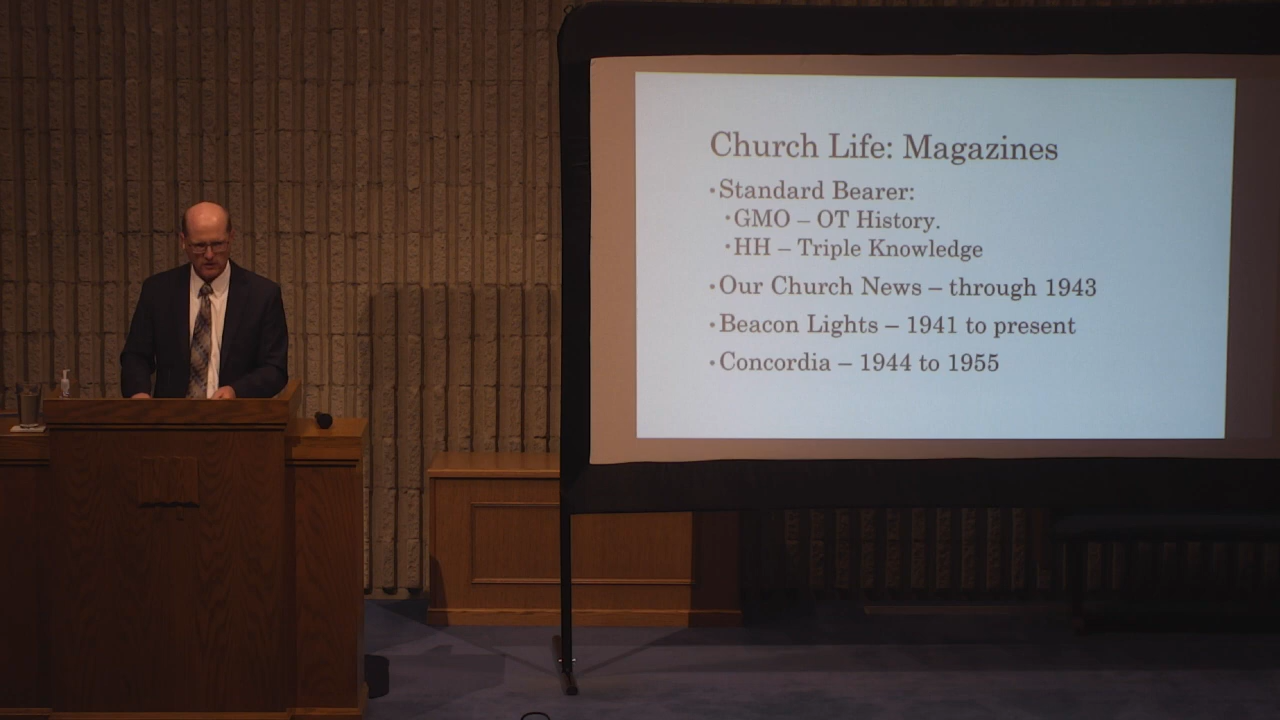 Church Life: Magazines
•Standard Bearer:
•GMO – OT History.
•HH – Triple Knowledge
•Our Church News – through 1943
•Beacon Lights – 1941 to present
•Concordia – 1944 to 1955